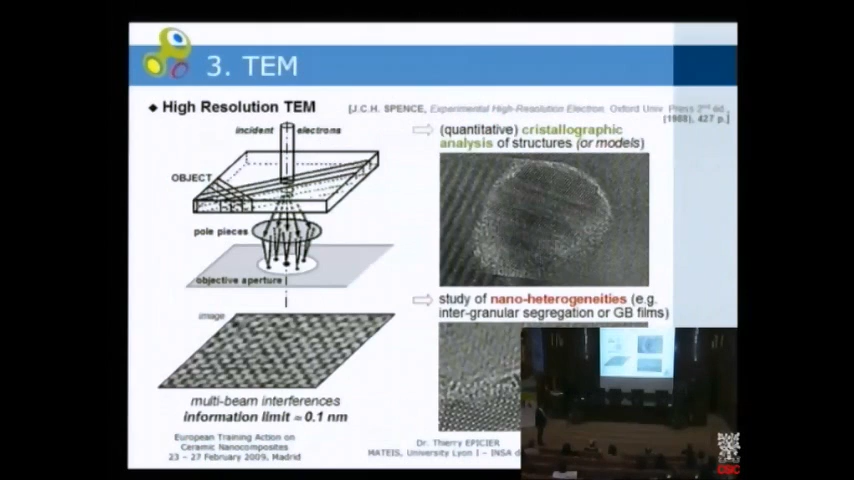 3. TEM
◆ High Resolution TEM
[J.C.H. SPENCE, Experimental High-Resolution Electron. Oxford Univ. Press 2nd ed.,
(1988), 427 p.]
incident electrons
OBJECT
pole pieces
objective aperture
image
multi-beam interferences
information limit ≈ 0.1 nm
(quantitative) cristallographic
analysis of structures (or models)
study of nano-heterogeneities (e.g.
inter-granular segregation or GB films)
European Training Action on
Ceramic Nanocomposites
23 – 27 February 2009, Madrid
Dr. Thierry EPICIER
MATEIS, University Lyon I – INSA d